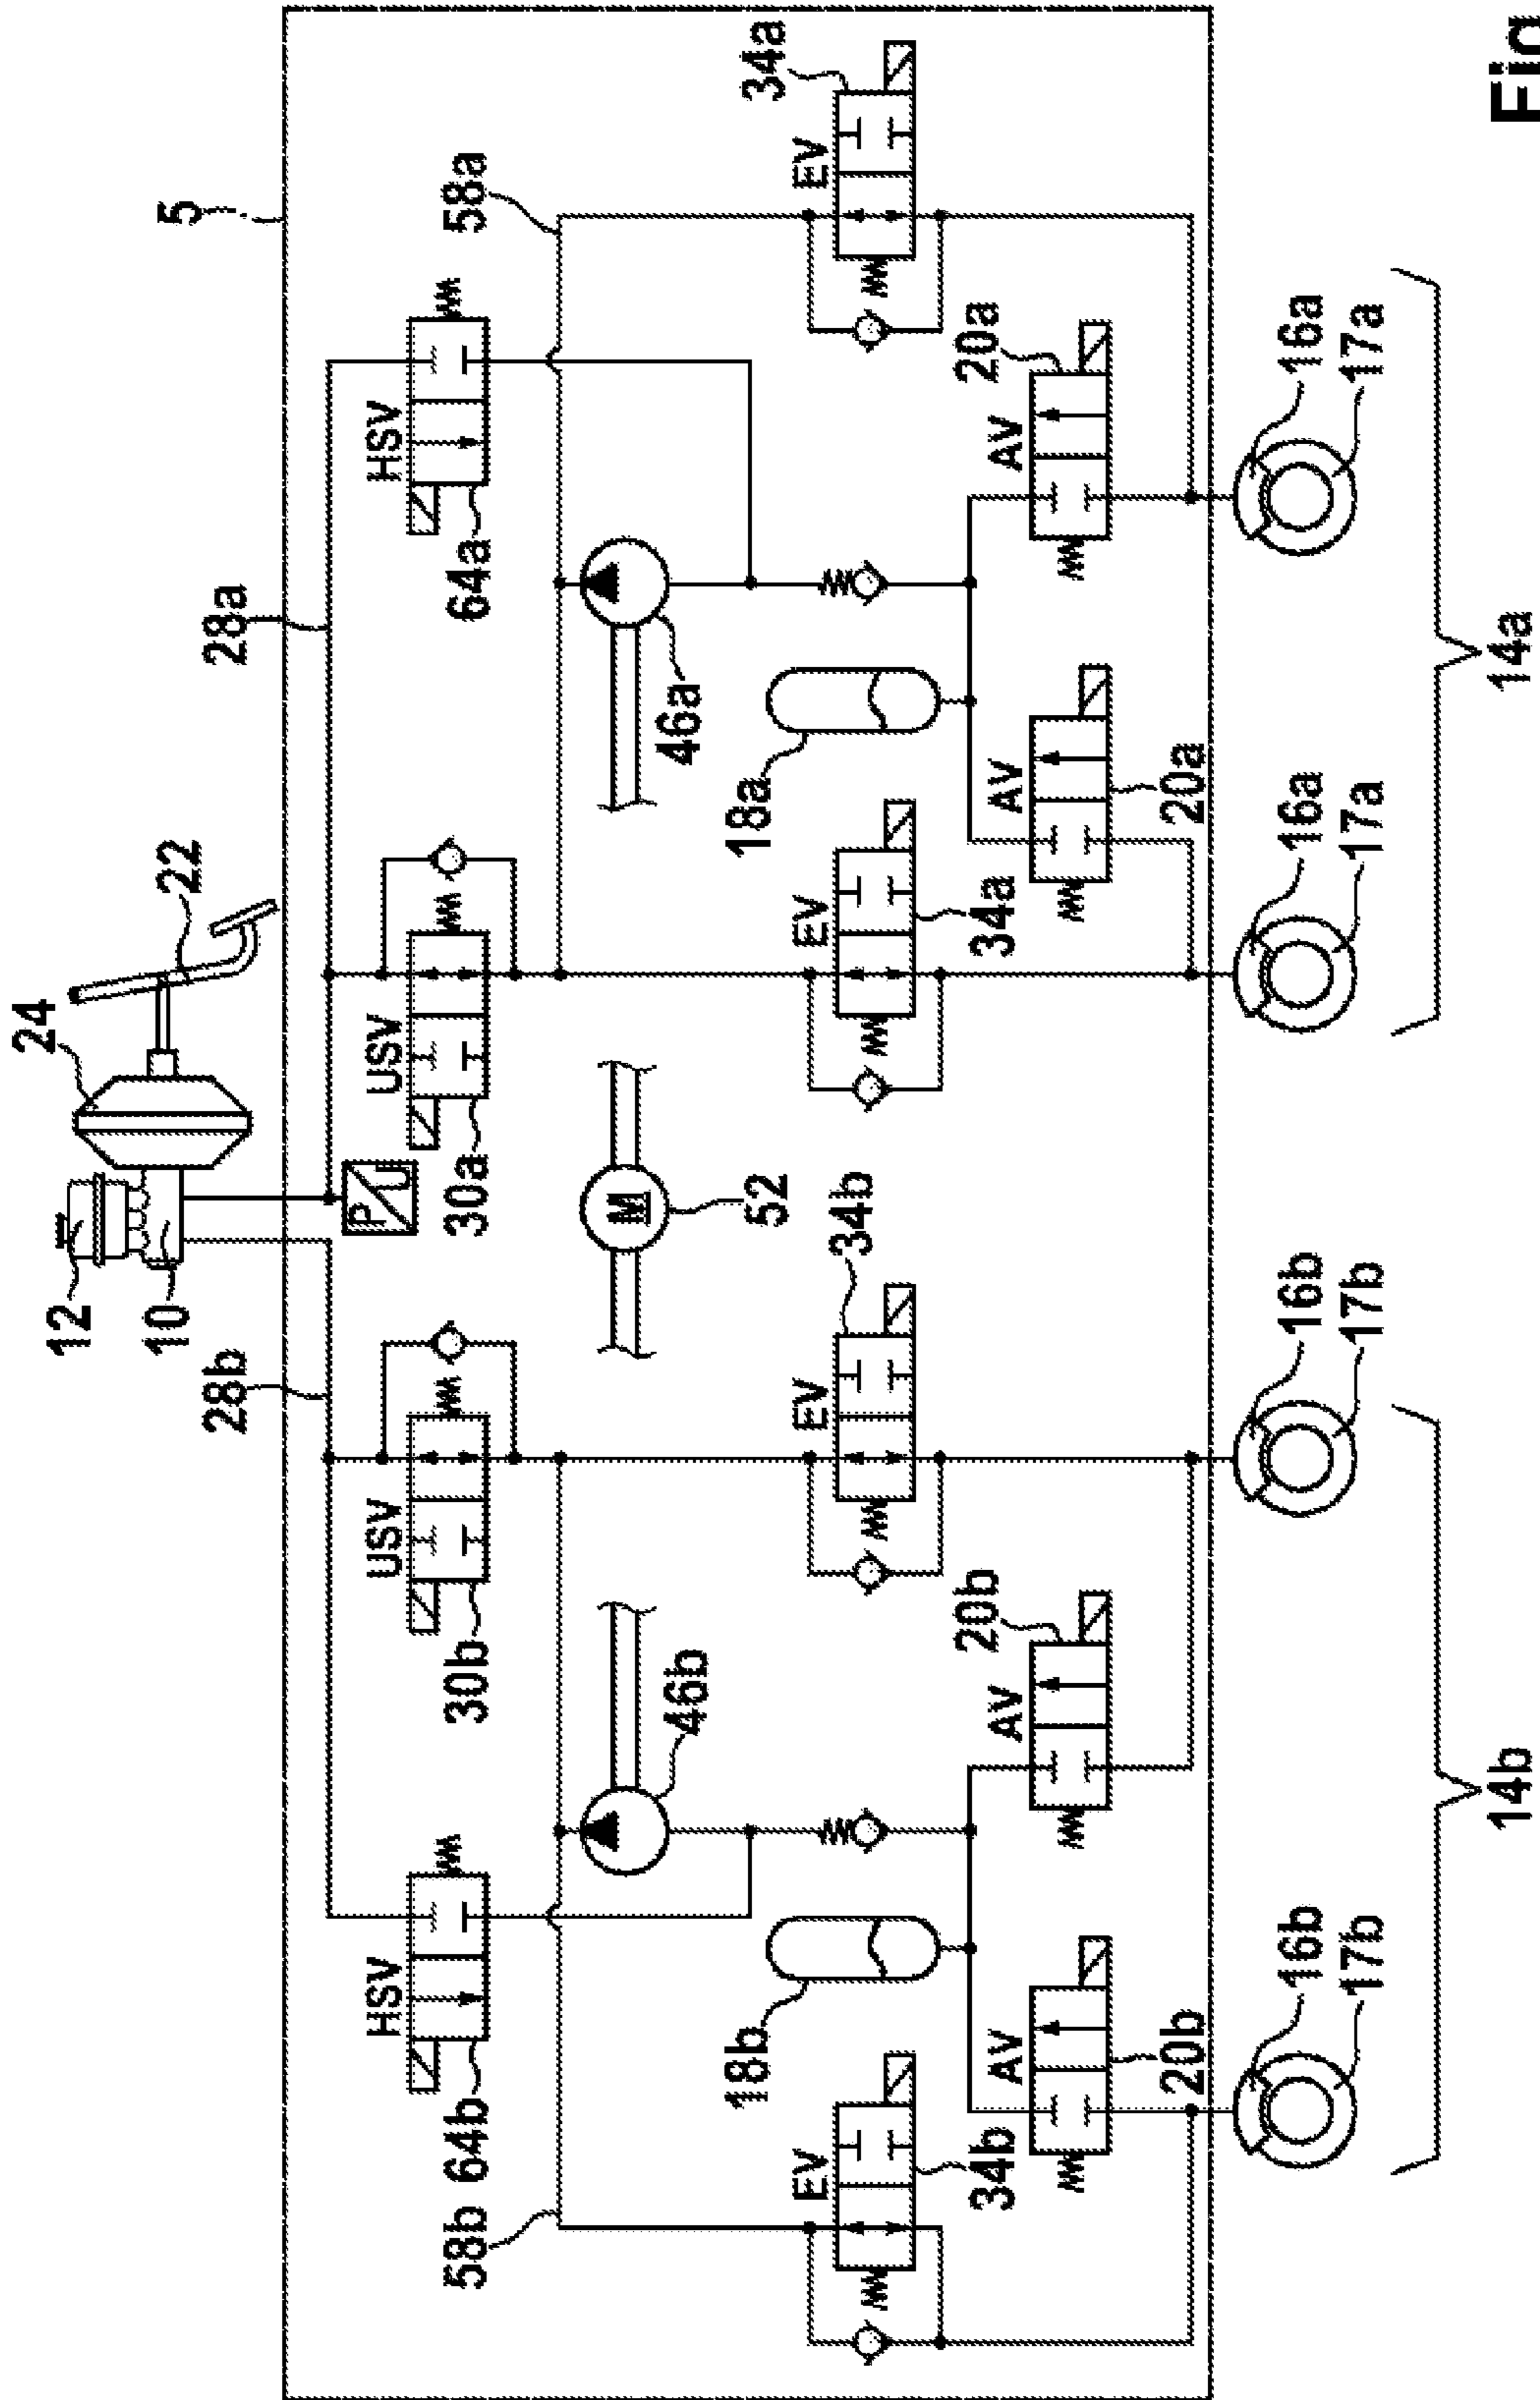 24
12
10
22
5
28b
28a
P/U
HSV
USV
USV
HSV
58b
64b
30b
30a
64a
58a
M
46b
46a
18b
52
18a
34a
EV
EV
EV
EV
34b
34b
20b
34a
20a
AV
AV
AV
AV
20b
20a
16b
16b
16a
16a
17b
17b
17a
17a
14b
14a
Fig